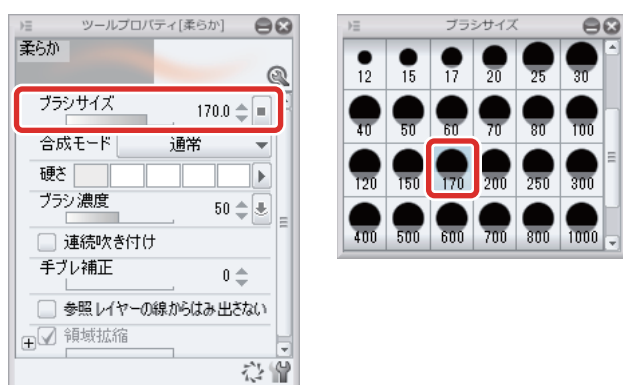 ツールプロパティ[柔らか]
柔らか
ブラシサイズ 170.0
合成モード 通常
硬さ
ブラシ濃度 50
連続吹き付け
手ブレ補正 0
参照レイヤーの線からはみ出さない
領域拡縮
ブラシサイズ
12 15 17 20 25 30
40 50 60 70 80 100
120 150 170 200 250 300
400 500 600 700 800 1000